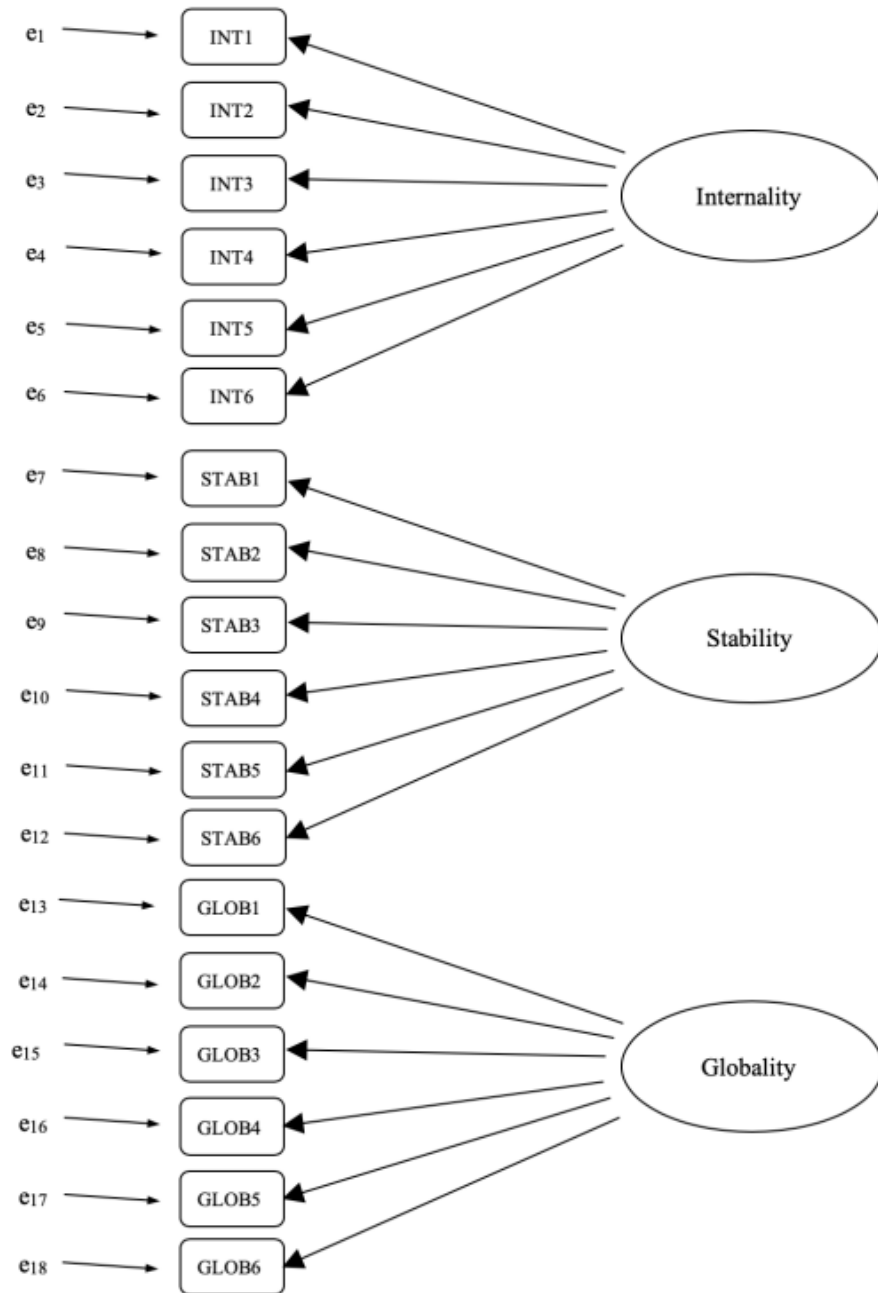 e1 INT1
e2 INT2
e3 INT3
Internality
e4 INT4
e5 INT5
e6 INT6
e7 STAB1
e8 STAB2
e9 STAB3
Stability
e10 STAB4
e11 STAB5
e12 STAB6
e13 GLOB1
e14 GLOB2
e15 GLOB3
Globality
e16 GLOB4
e17 GLOB5
e18 GLOB6